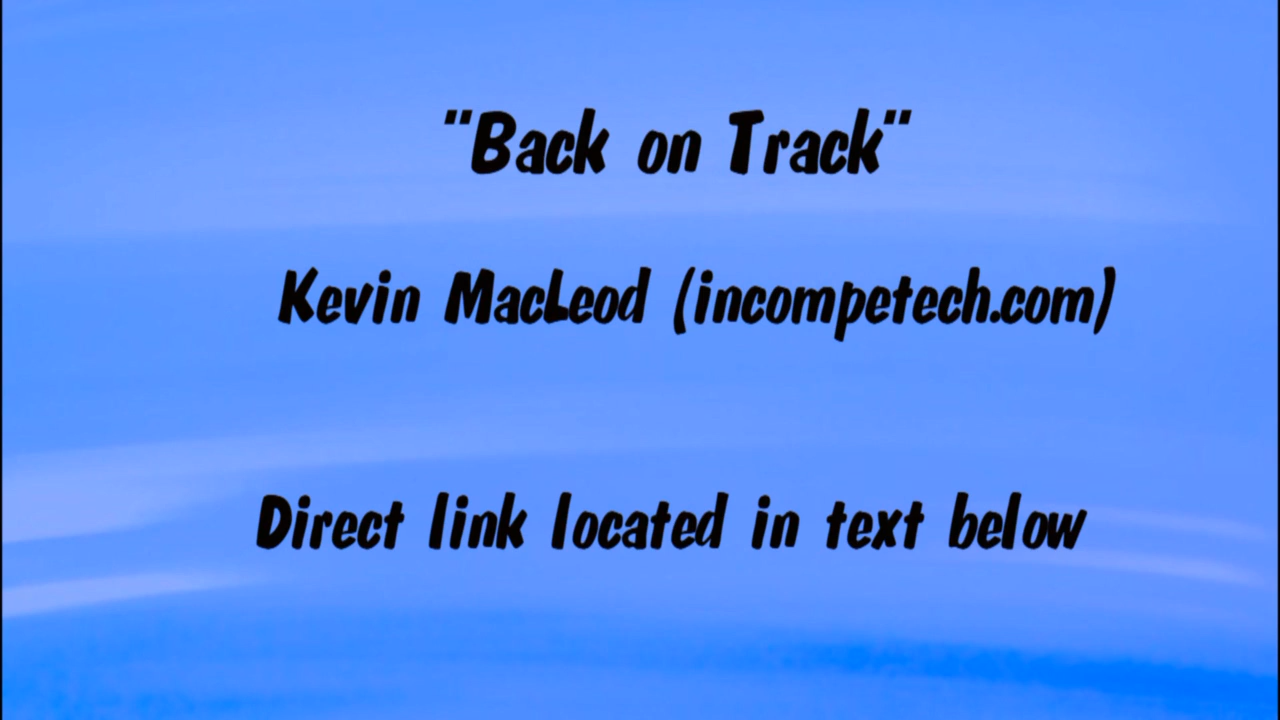 "Back on Track"
Kevin MacLeod (incompetech.com)
Direct link located in text below